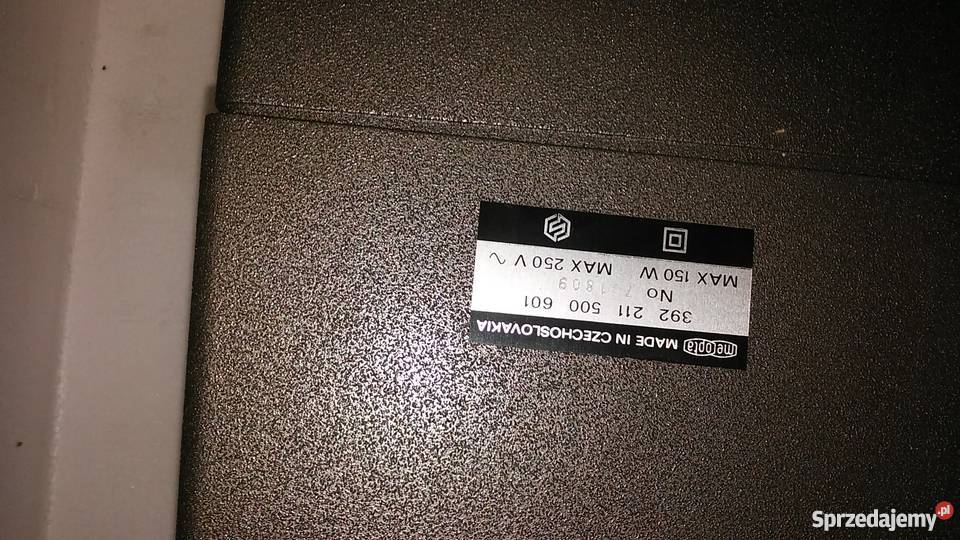 meopta MADE IN CZECHOSLOVAKIA
392 211 500 601
No
MAX 150 W MAX 250 V ~
Sprzedajemy.pl